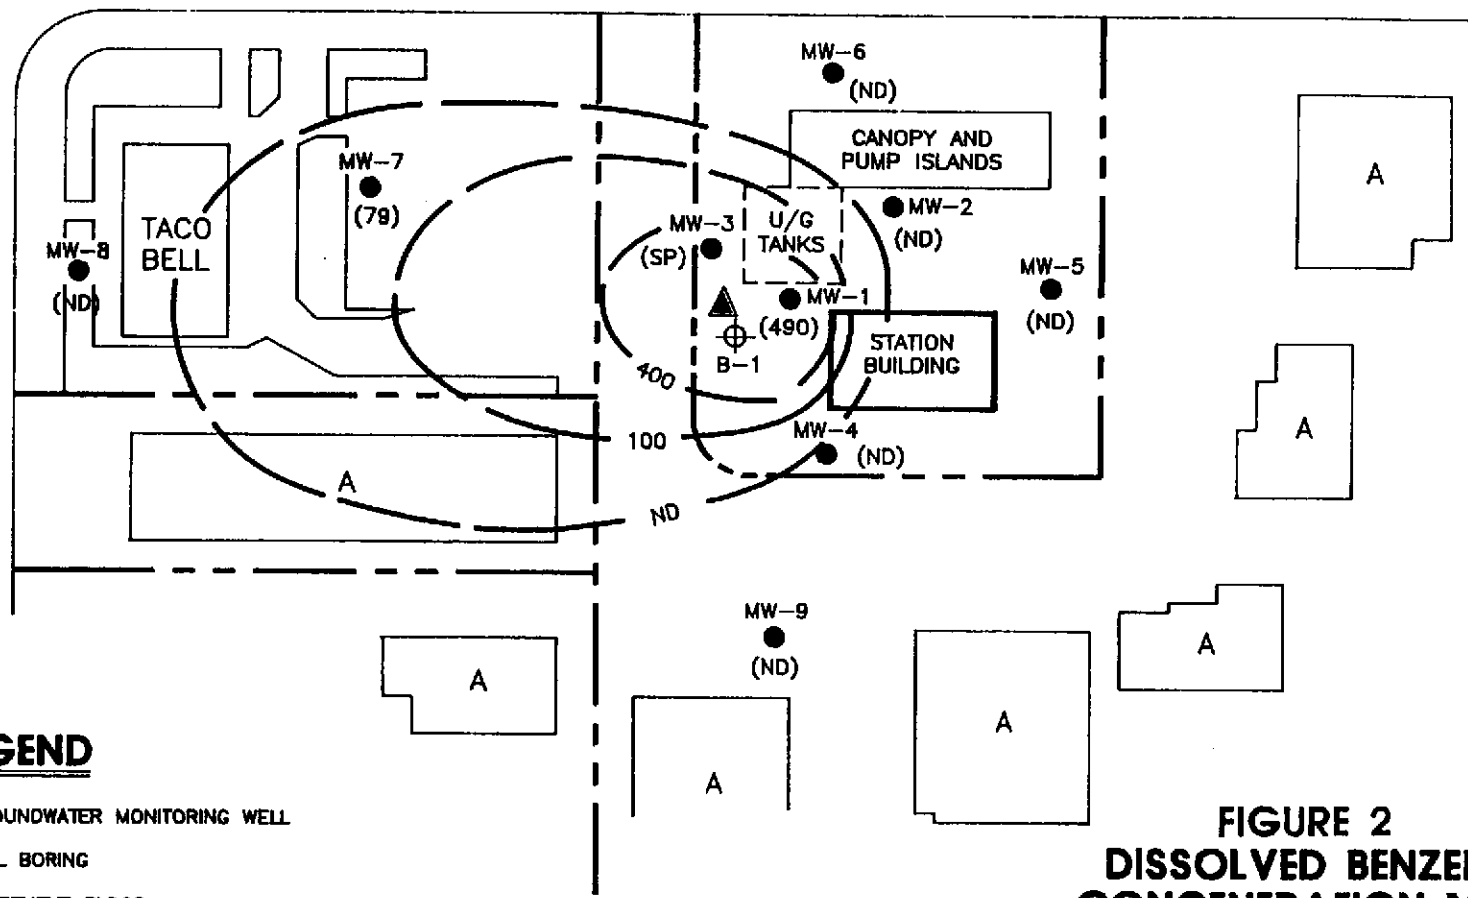 MW-6
(ND)
CANOPY AND
PUMP ISLANDS
A
MW-7
(79)
MW-3
(SP)
U/G
TANKS
MW-2
(ND)
TACO
BELL
MW-8
(ND)
MW-5
(ND)
MW-1
(490)
B-1
STATION
BUILDING
400
100
MW-4
(ND)
A
A
ND
MW-9
(ND)
A
A
A
A
GEND
OUNDWATER MONITORING WELL
L BORING
FIGURE 2
DISSOLVED BENZE